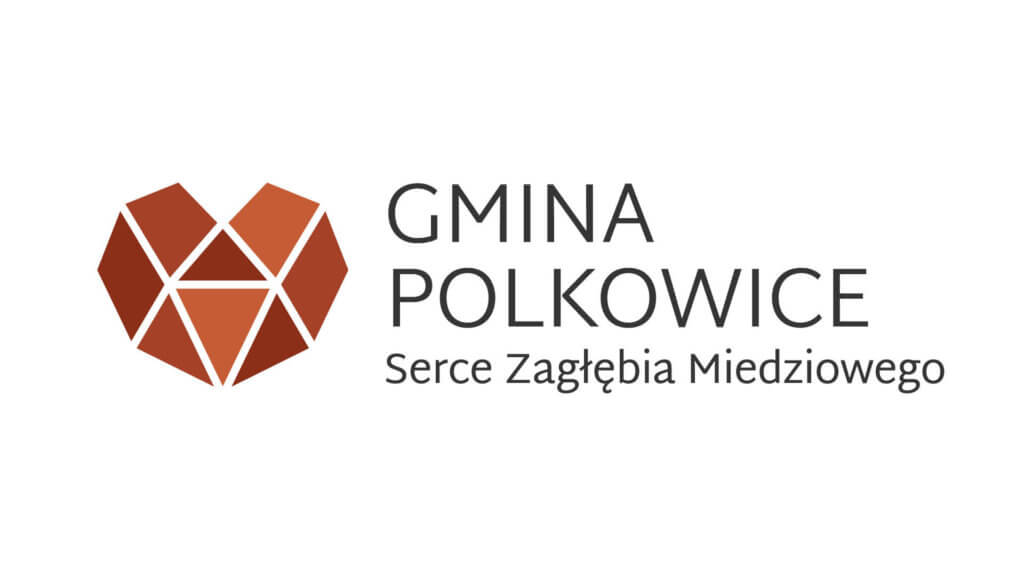 GMINA
POLKOWICE
Serce Zagłębia Miedziowego